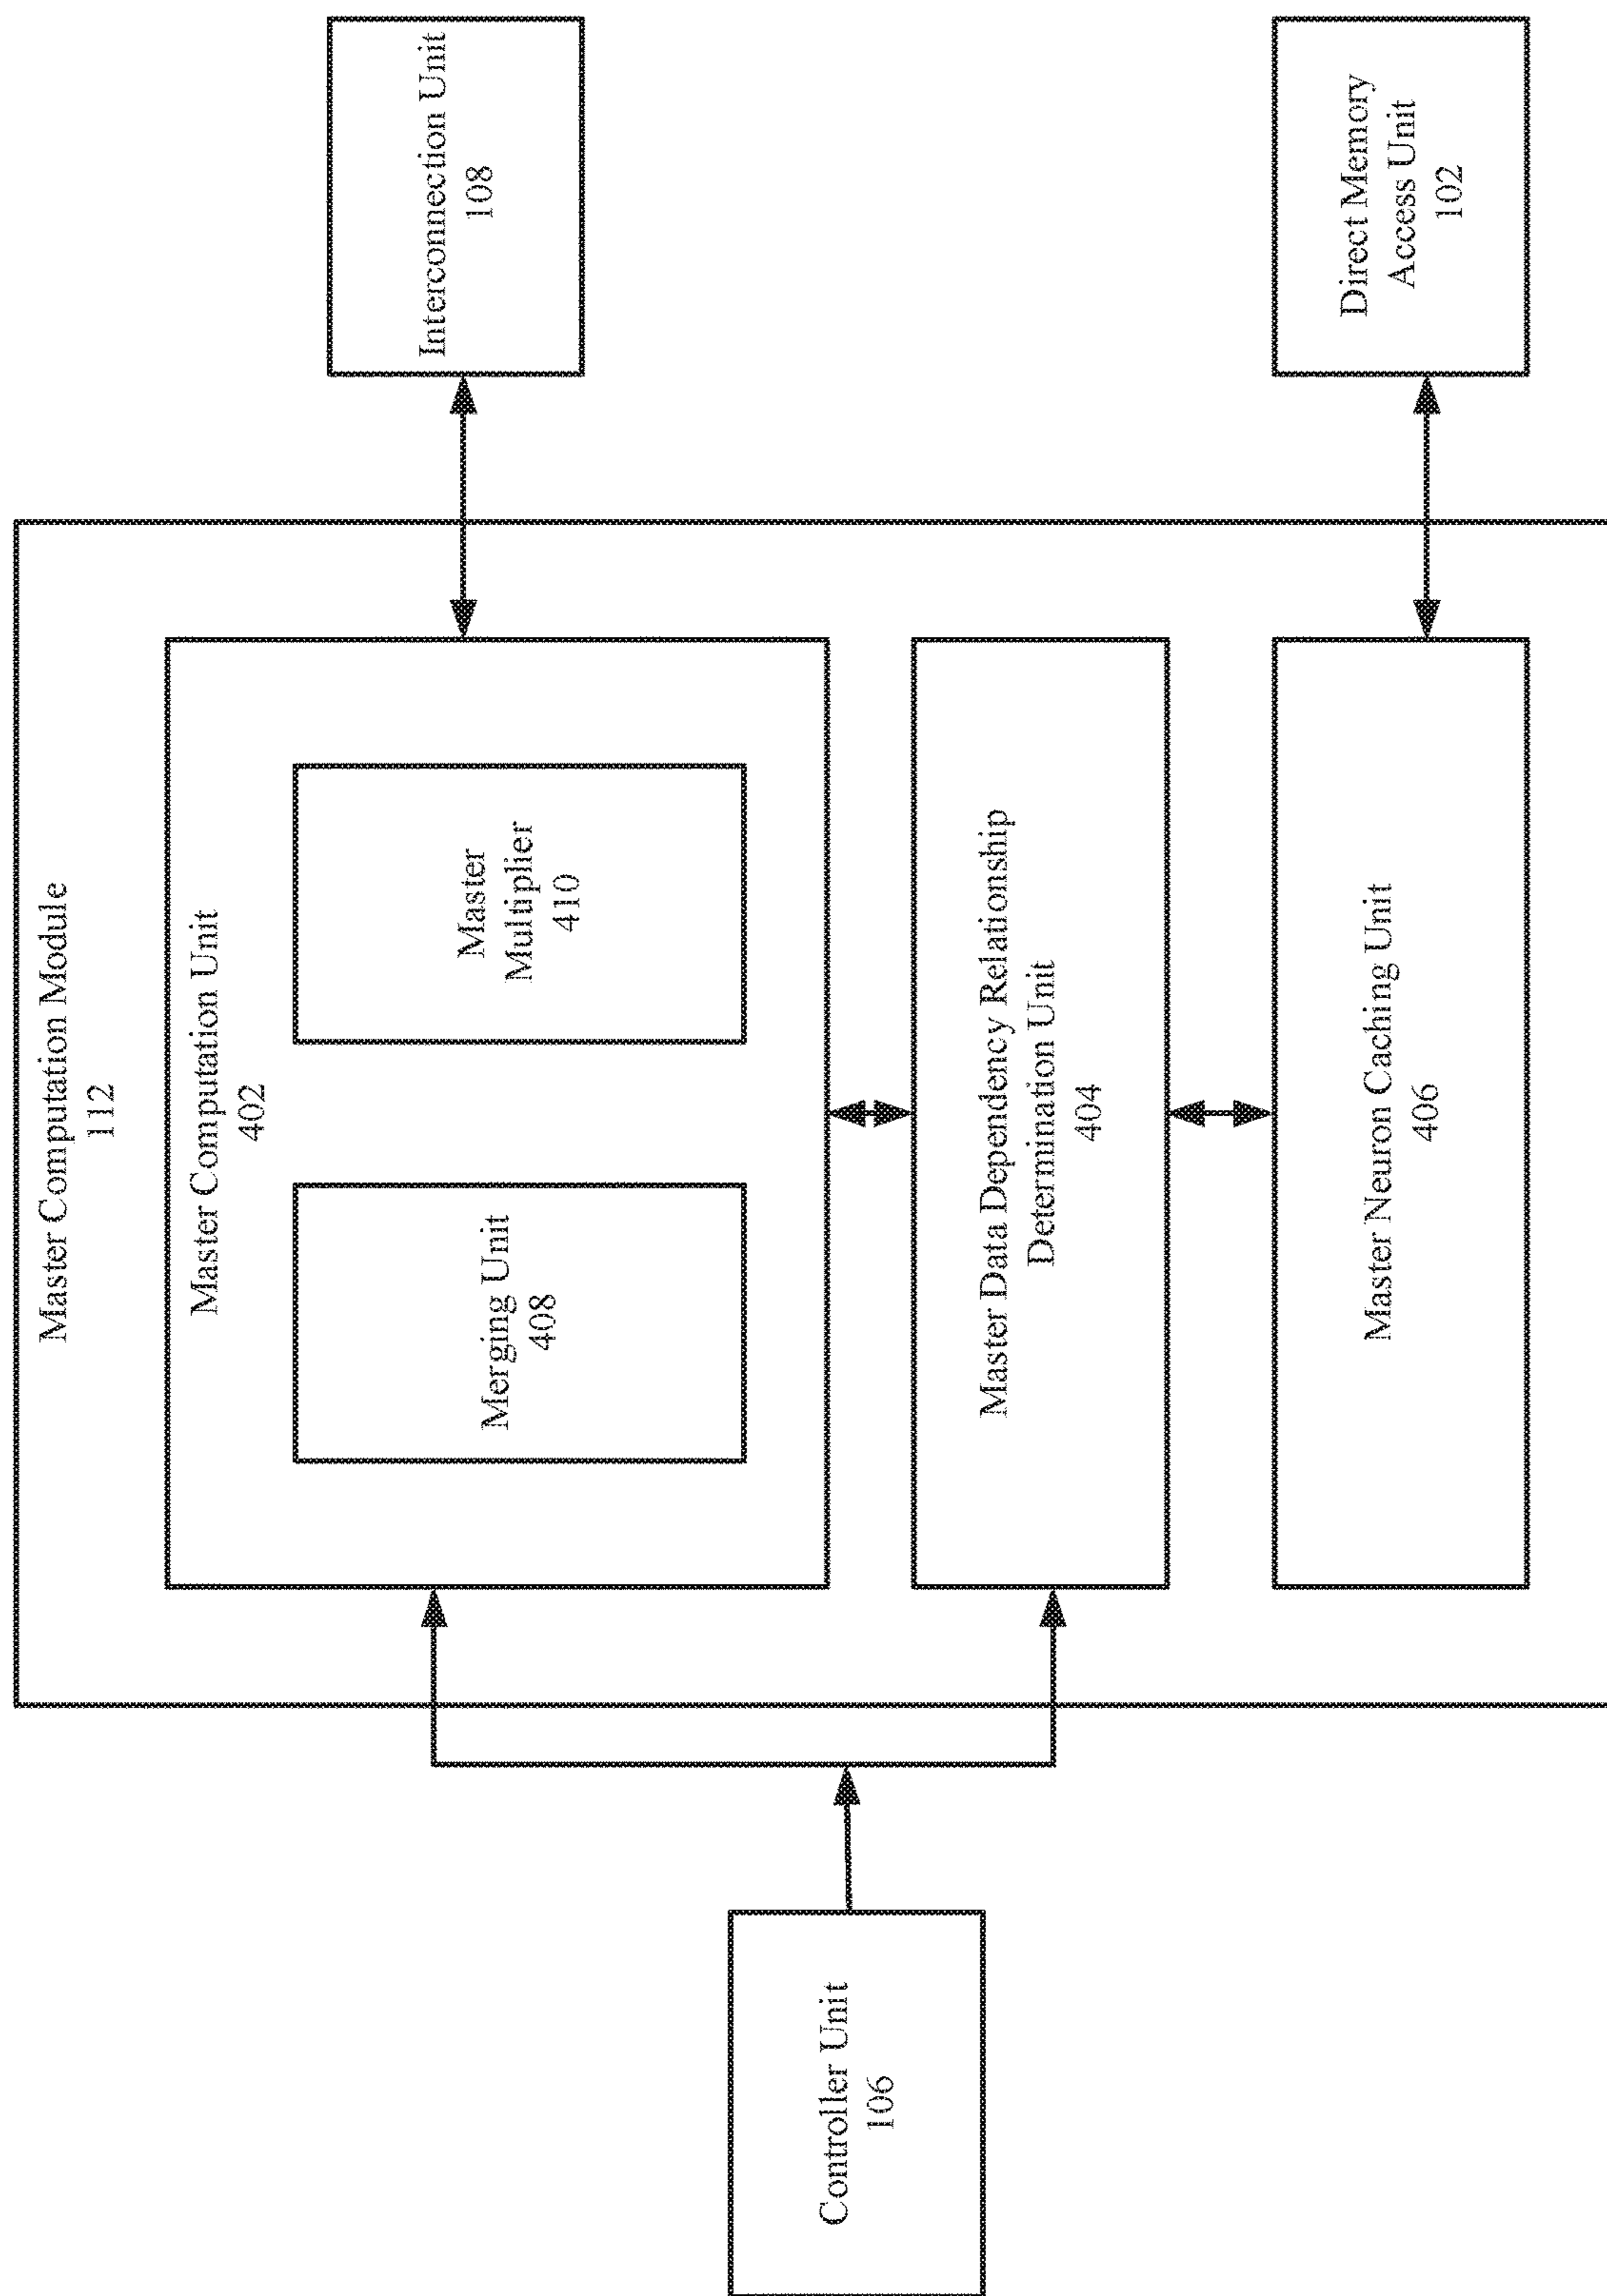 Master Computation Module
112
Master Computation Unit
402
Merging Unit
408
Master
Multiplier
410
Master Data Dependency Relationship
Determination Unit
404
Master Neuron Caching Unit
406
Controller Unit
106
Interconnection Unit
108
Direct Memory
Access Unit
102